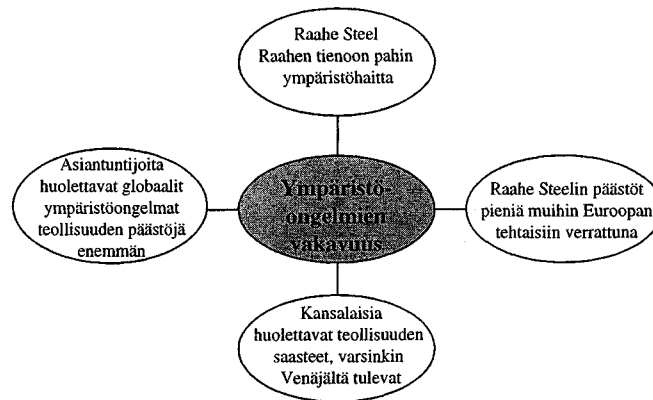 Raahe Steel
Raahen tienoon pahin
ympäristöhaitta
Asiantuntijoita
huolettavat globaalit
ympäristöongelmat
teollisuuden päästöjä
enemmän
Ympäristö-
ongelmien
vakavuus
Raahe Steelin päästöt
pieniä muihin Euroopan
tehtaisiin verrattuna
Kansalaisia
huolettavat teollisuuden
saasteet, varsinkin
Venäjältä tulevat